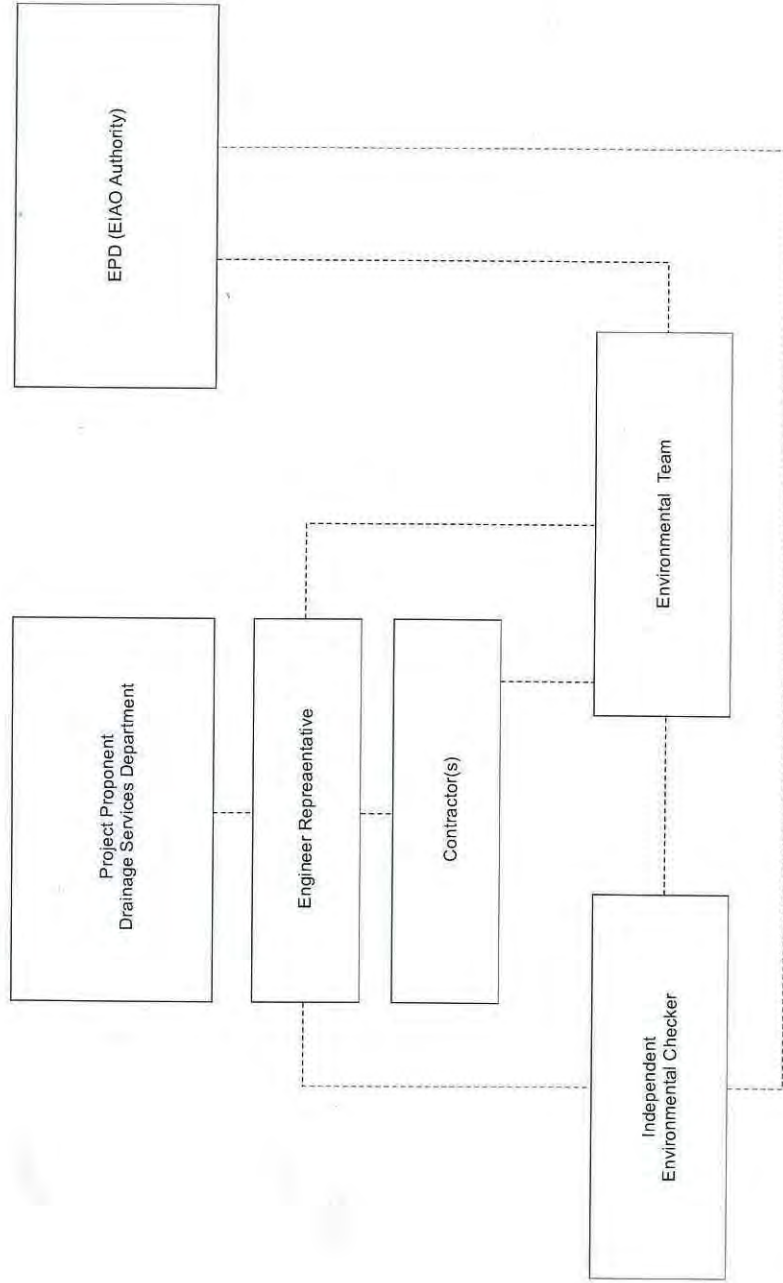 Project Proponent
Drainage Services Department
EPD (EIAO Authority)
Engineer Repreaentative
Contractor(s)
Independent
Environmental Checker
Environmental Team